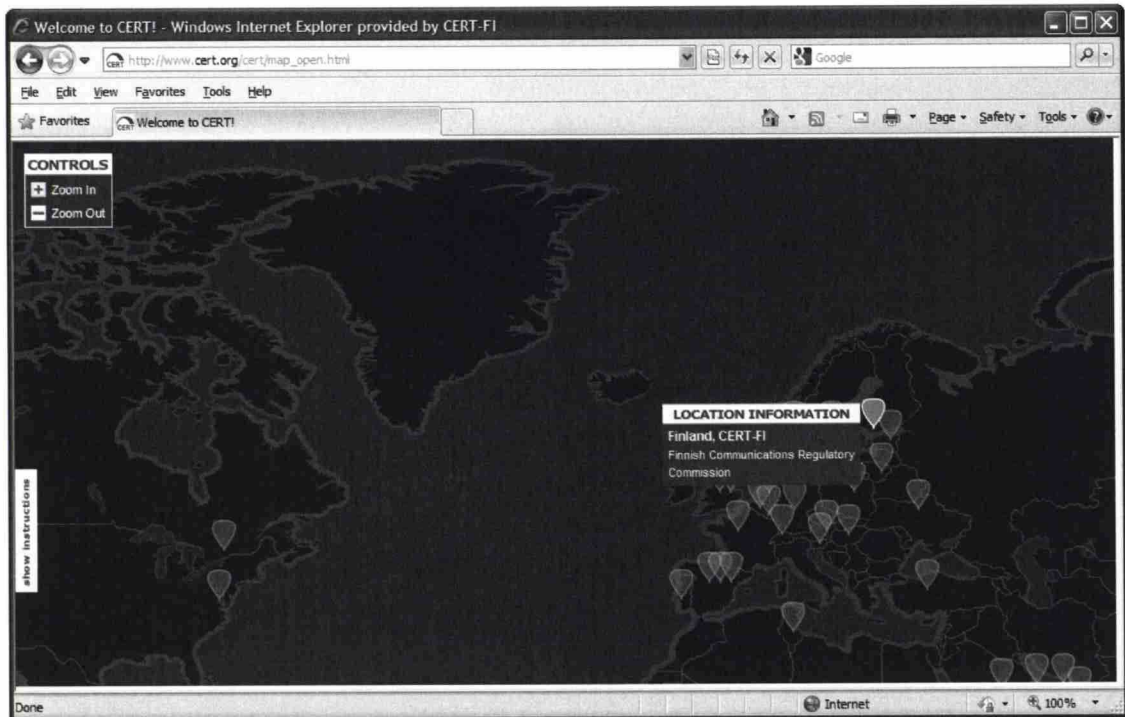 Welcome to CERT! - Windows Internet Explorer provided by CERT-FI
http://www.cert.org/cert/map_open.html
Google
File Edit View Favorites Tools Help
Favorites
CERT
Welcome to CERT!
Page Safety Tools
CONTROLS
Zoom In
Zoom Out
LOCATION INFORMATION
Finland, CERT-FI
Finnish Communications Regulatory
Commission
show instructions
Done
Internet
100%